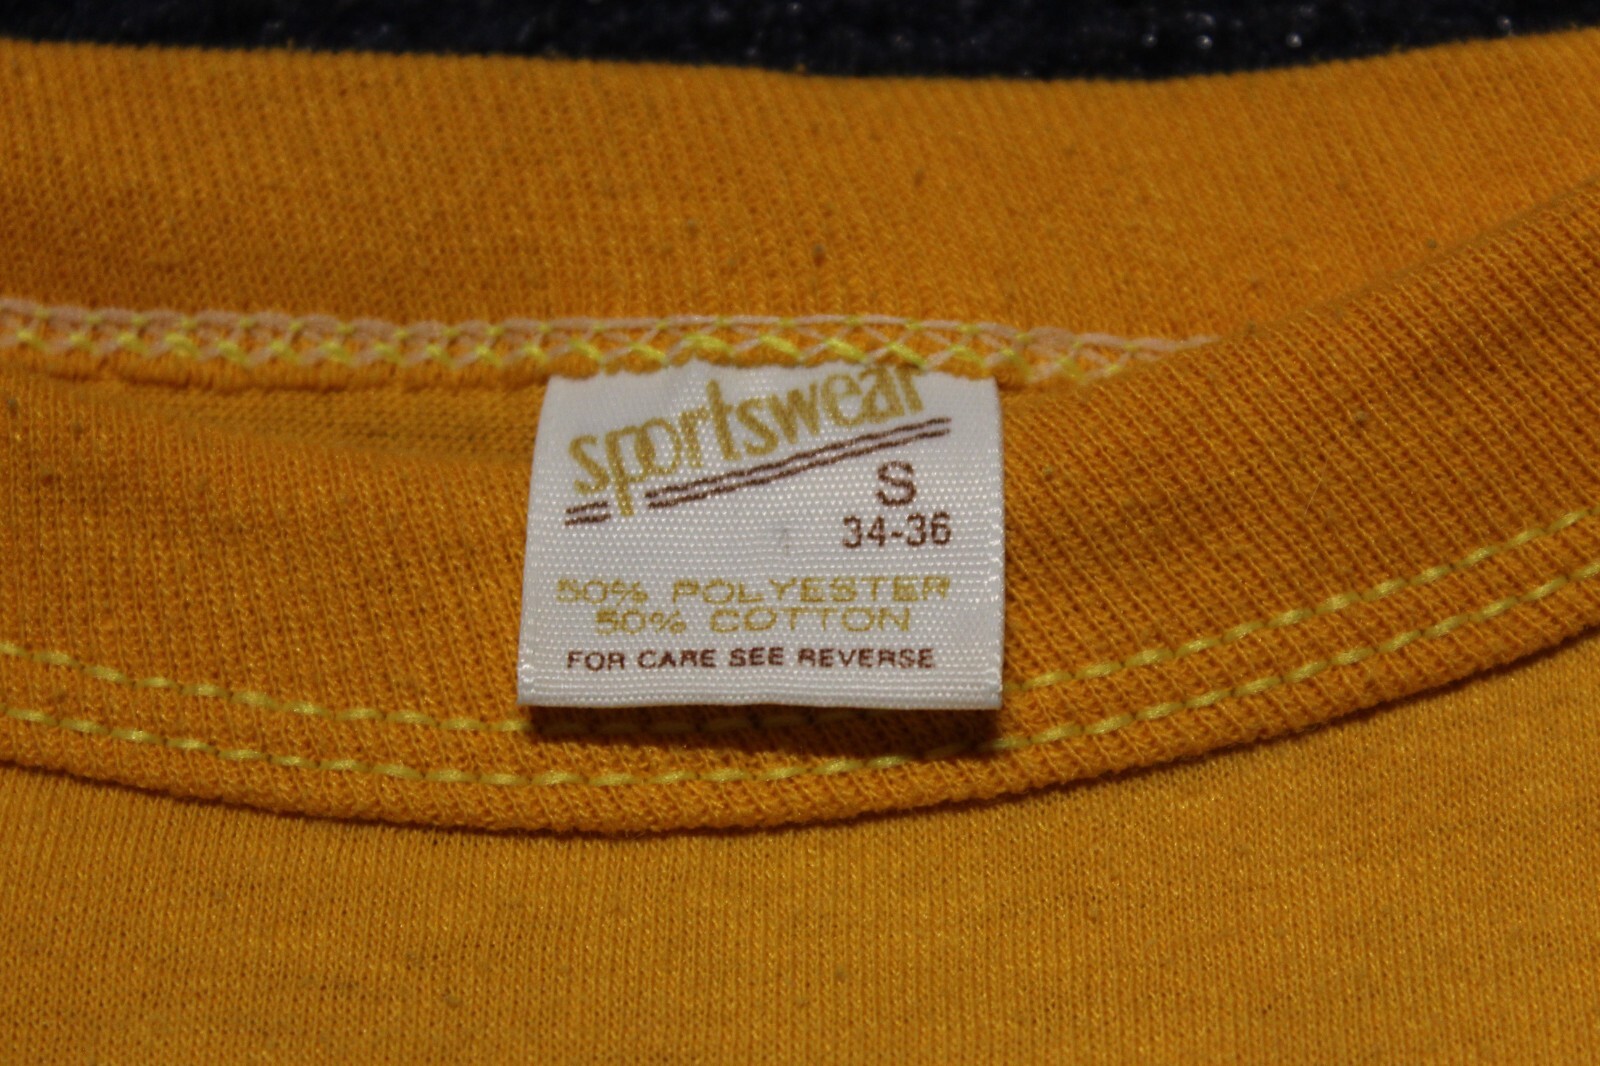 sportswear
S
34-36
50% POLYESTER
50% COTTON
FOR CARE SEE REVERSE